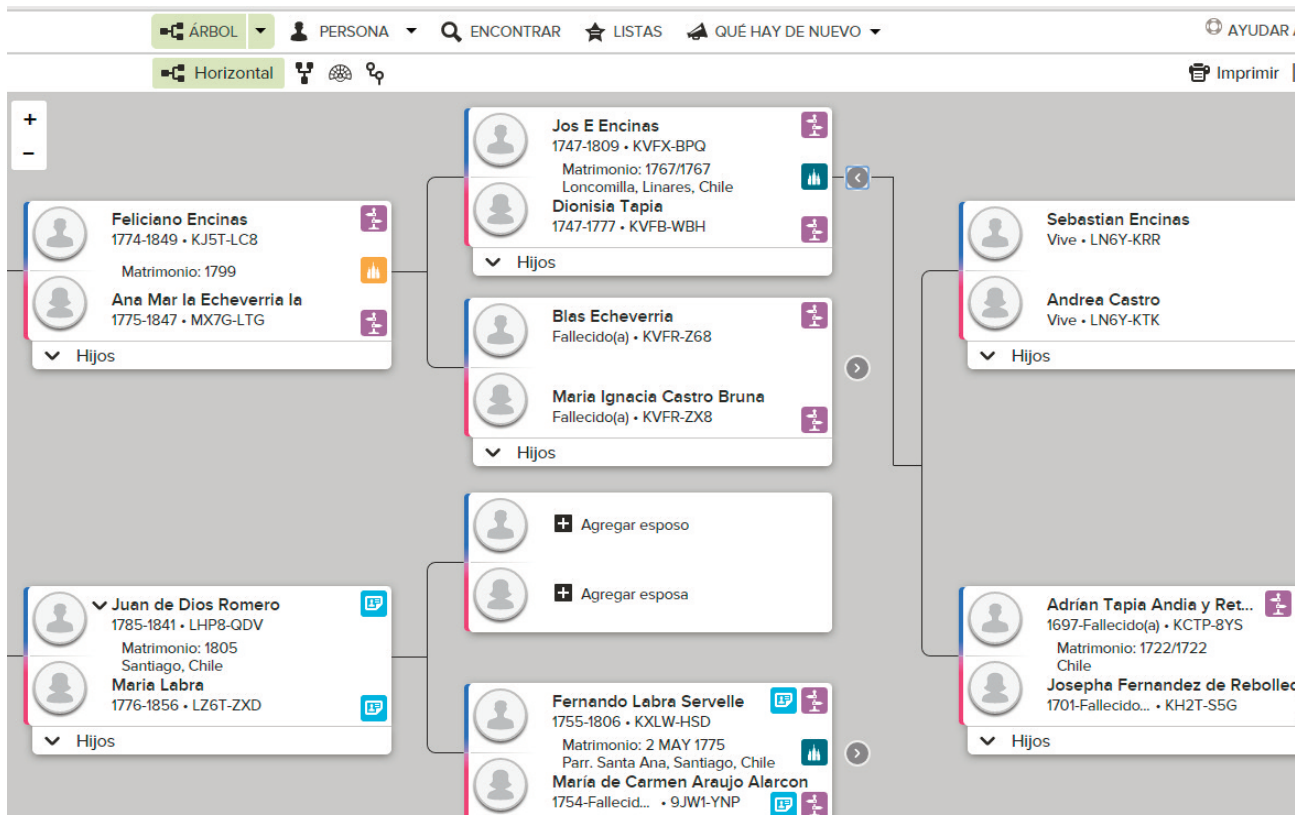 ÁRBOL PERSONA ENCONTRAR LISTAS QUÉ HAY DE NUEVO AYUDAR
Horizontal Imprimir
+
−
Feliciano Encinas
1774-1849 • KJ5T-LC8
Matrimonio: 1799
Ana Mar la Echeverria la
1775-1847 • MX7G-LTG
Hijos
Juan de Dios Romero
1785-1841 • LHP8-QDV
Matrimonio: 1805
Santiago, Chile
Maria Labra
1776-1856 • LZ6T-ZXD
Hijos
Jos E Encinas
1747-1809 • KVFX-BPQ
Matrimonio: 1767/1767
Loncomilla, Linares, Chile
Dionisia Tapia
1747-1777 • KVFB-WBH
Hijos
Blas Echeverria
Fallecido(a) • KVFR-Z68
Maria Ignacia Castro Bruna
Fallecido(a) • KVFR-ZX8
Hijos
Agregar esposo
Agregar esposa
Fernando Labra Servelle
1755-1806 • KXLW-HSD
Matrimonio: 2 MAY 1775
Parr. Santa Ana, Santiago, Chile
María de Carmen Araujo Alarcon
1754-Fallecid... • 9JW1-YNP
Sebastian Encinas
Vive • LN6Y-KRR
Andrea Castro
Vive • LN6Y-KTK
Hijos
Adrían Tapia Andia y Ret...
1697-Fallecido(a) • KCTP-8YS
Matrimonio: 1722/1722
Chile
Josepha Fernandez de Rebolled
1701-Fallecido... • KH2T-S5G
Hijos